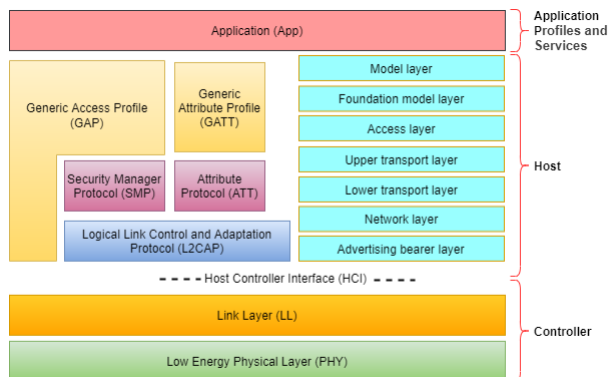 Application (App)
Application
Profiles and
Services
Generic Access Profile
(GAP)
Generic
Attribute Profile
(GATT)
Security Manager
Protocol (SMP)
Attribute
Protocol (ATT)
Logical Link Control and Adaptation
Protocol (L2CAP)
Model layer
Foundation model layer
Access layer
Upper transport layer
Lower transport layer
Network layer
Advertising bearer layer
Host
Host Controller Interface (HCI)
Link Layer (LL)
Low Energy Physical Layer (PHY)
Controller